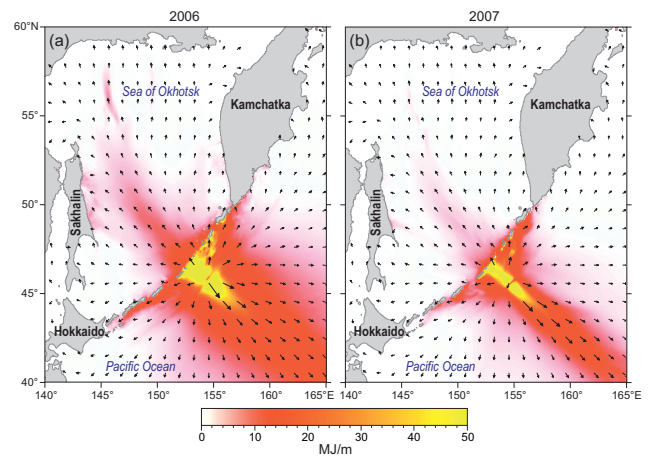 2006
2007
60°N
(a)
(b)
Sea of Okhotsk
Sea of Okhotsk
Kamchatka
Kamchatka
55°
50°
Sakhalin
Sakhalin
45°
Hokkaido
Hokkaido
Pacific Ocean
Pacific Ocean
40°
140° 145° 150° 155° 160° 165°E
140° 145° 150° 155° 160° 165°E
0 10 20 30 40 50
MJ/m